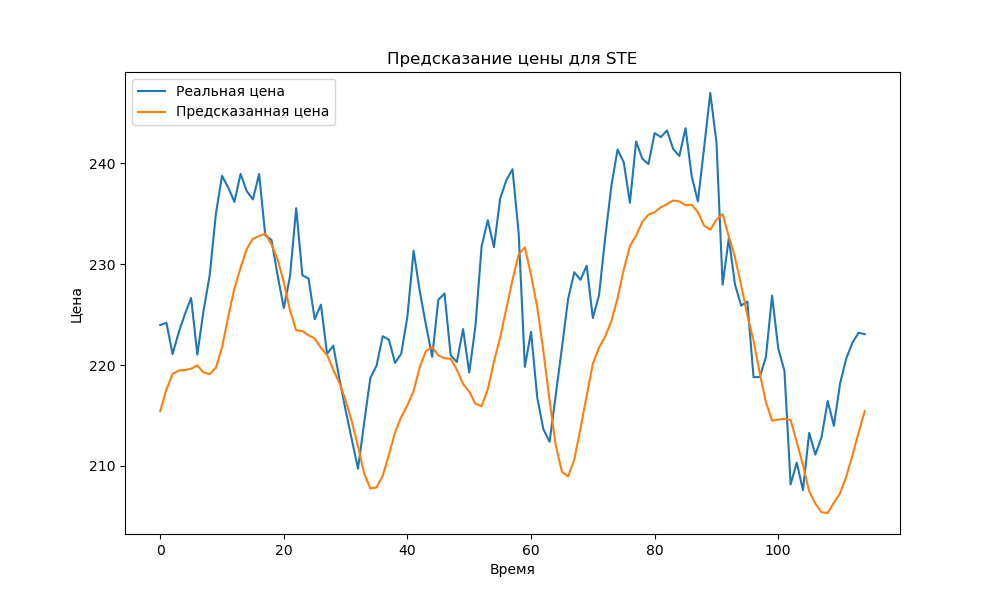 Предсказание цены для STE
Реальная цена
Предсказанная цена
240
230
220
210
Цена
0 20 40 60 80 100
Время